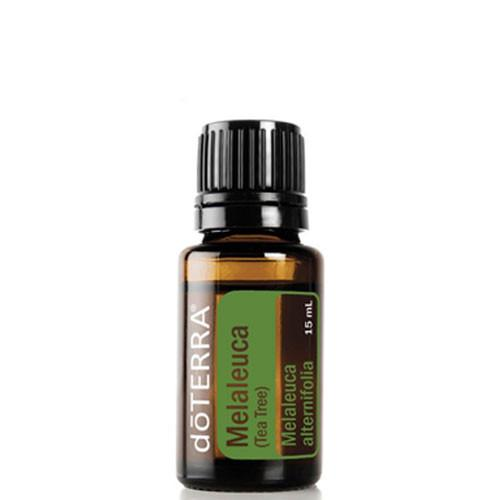 dōTERRA®
Melaleuca
(Tea Tree)
Melaleuca
alternifolia
15 mL